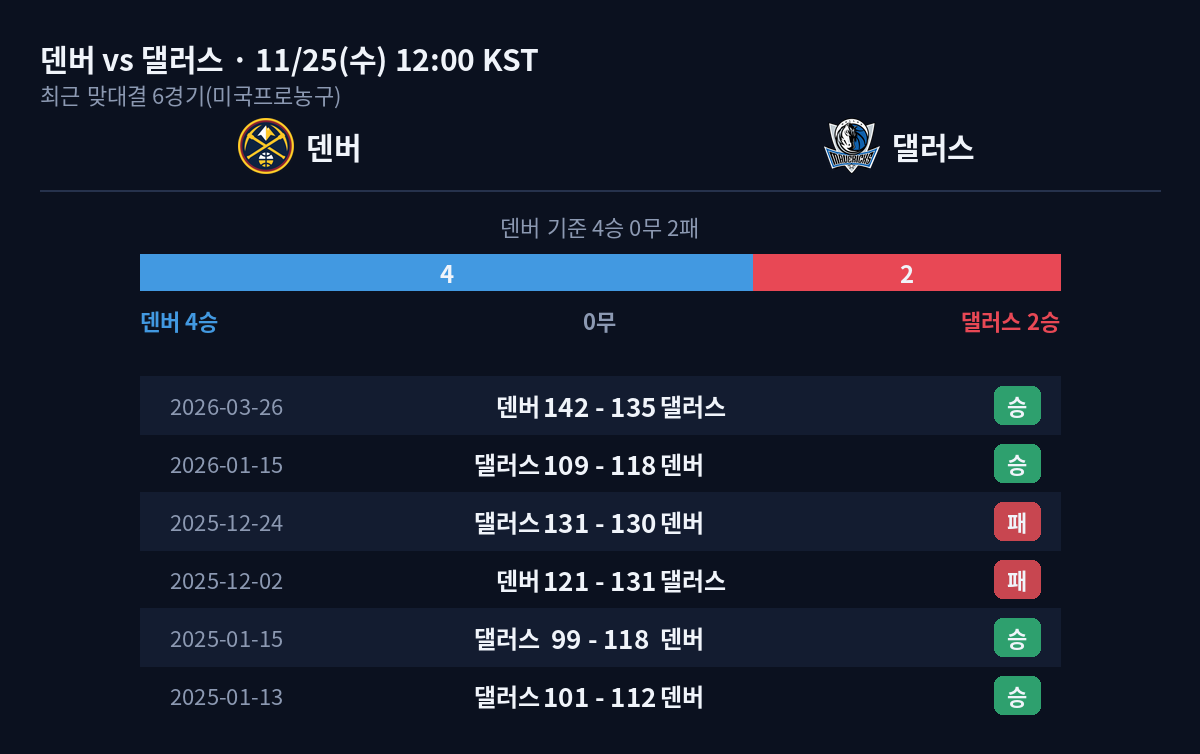 덴버 vs 댈러스 · 11/25(수) 12:00 KST
최근 맞대결 6경기(미국프로농구)
덴버
MAVERICKS 댈러스
덴버 기준 4승 0무 2패
4 2
덴버 4승 0무 댈러스 2승
2026-03-26 덴버 142 - 135 댈러스 승
2026-01-15 댈러스 109 - 118 덴버 승
2025-12-24 댈러스 131 - 130 덴버 패
2025-12-02 덴버 121 - 131 댈러스 패
2025-01-15 댈러스 99 - 118 덴버 승
2025-01-13 댈러스 101 - 112 덴버 승